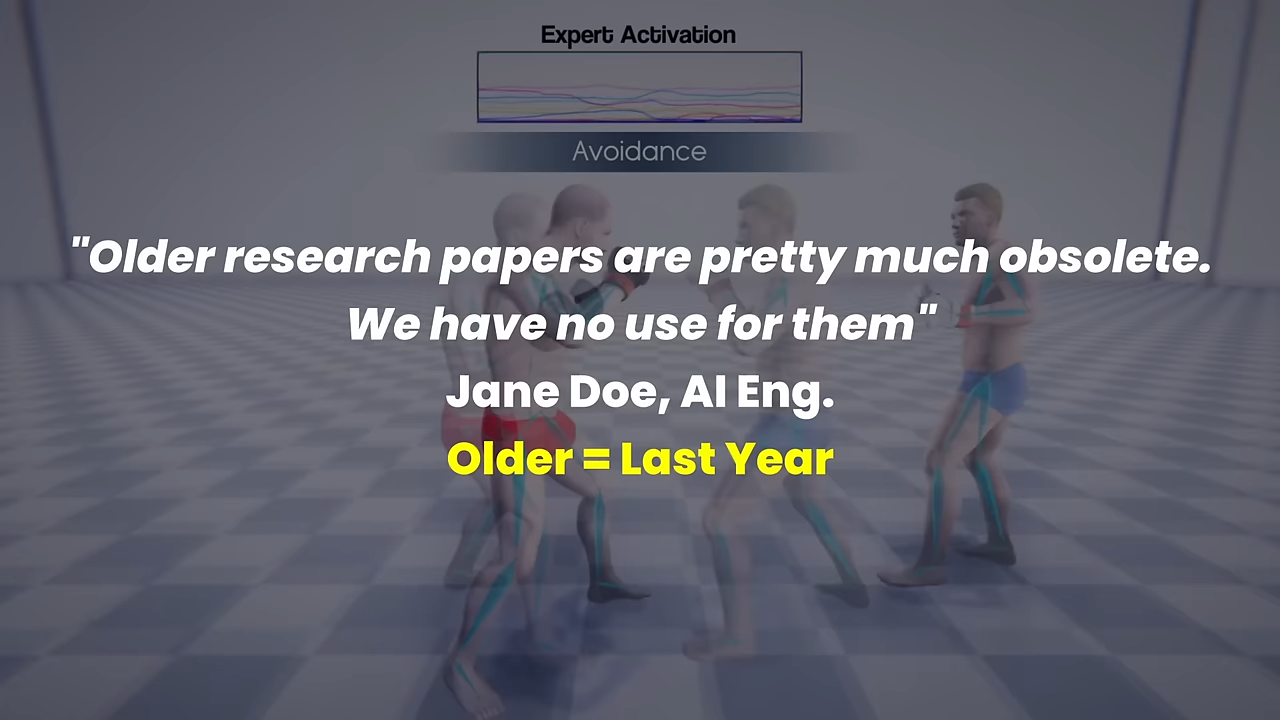 Expert Activation
Avoidance
"Older research papers are pretty much obsolete.
We have no use for them"
Jane Doe, AI Eng.
Older = Last Year